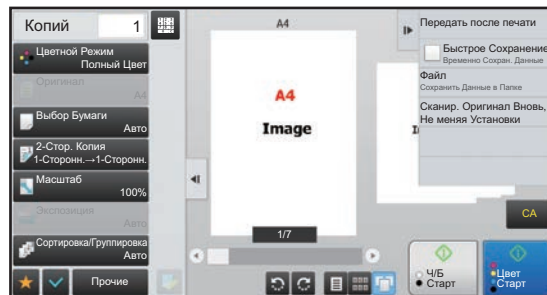 Копий
1
Цветной Режим
Полный Цвет
Оригинал
A4
Выбор Бумаги
Авто
2-Стор. Копия
1-Сторонн.→1-Сторонн.
Масштаб
100%
Экспозиция
Авто
Сортировка/Группировка
Авто
Прочие
A4
A4
Image
1/7
Передать после печати
Быстрое Сохранение
Временно Сохран. Данные
Файл
Сохранить Данные в Папке
Сканир. Оригинал Вновь,
Не меняя Установки
CA
Ч/Б
Старт
Цвет
Старт